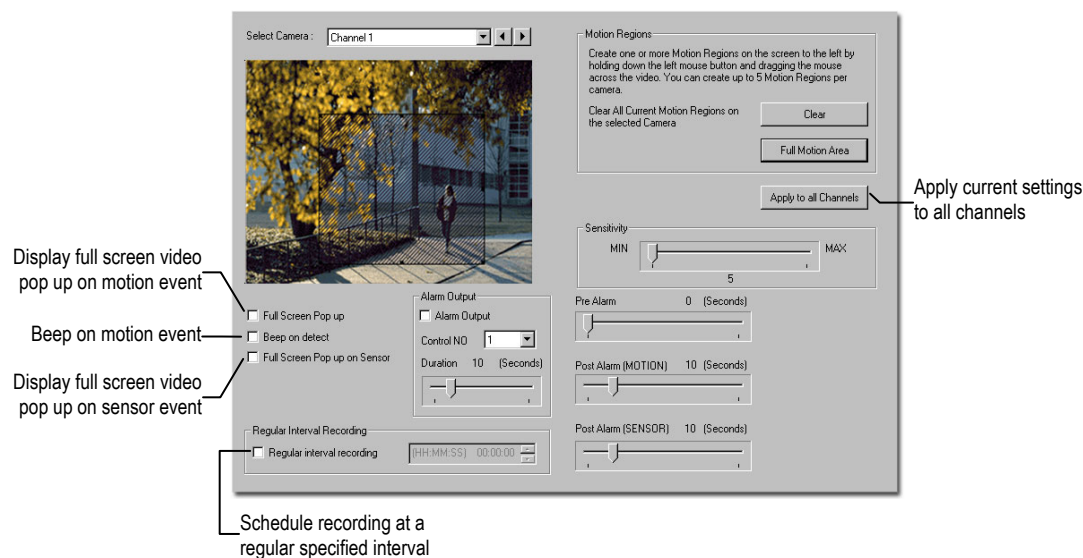 Select Camera :
Channel 1
Motion Regions
Create one or more Motion Regions on the screen to the left by
holding down the left mouse button and dragging the mouse
across the video. You can create up to 5 Motion Regions per
camera.
Clear All Current Motion Regions on
the selected Camera
Clear
Full Motion Area
Apply to all Channels
Apply current settings
to all channels
Sensitivity
MIN
MAX
5
Display full screen video
pop up on motion event
Beep on motion event
Display full screen video
pop up on sensor event
Full Screen Pop up
Beep on detect
Full Screen Pop up on Sensor
Alarm Output
Alarm Output
Control NO 1
Duration 10 (Seconds)
Pre Alarm 0 (Seconds)
Post Alarm (MOTION) 10 (Seconds)
Post Alarm (SENSOR) 10 (Seconds)
Regular Interval Recording
Regular interval recording
(HH:MM:SS) 00:00:00
Schedule recording at a
regular specified interval